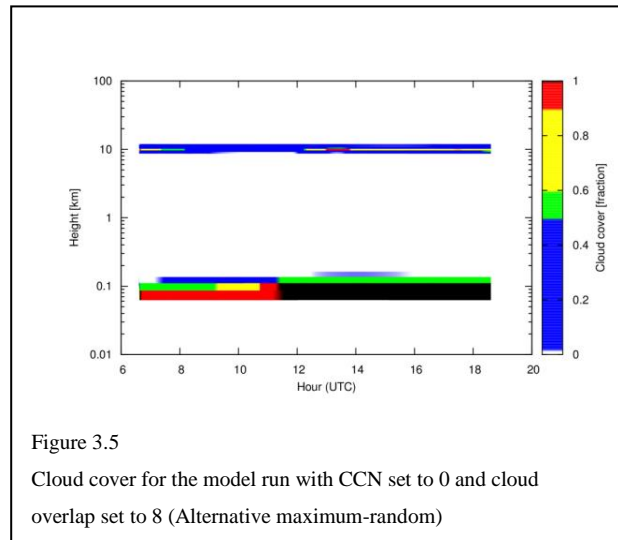 100
10
1
0.1
0.01
Height [km]
6 8 10 12 14 16 18 20
Hour (UTC)
1
0.8
0.6
0.4
0.2
0
Cloud cover [fraction]
Figure 3.5
Cloud cover for the model run with CCN set to 0 and cloud
overlap set to 8 (Alternative maximum-random)